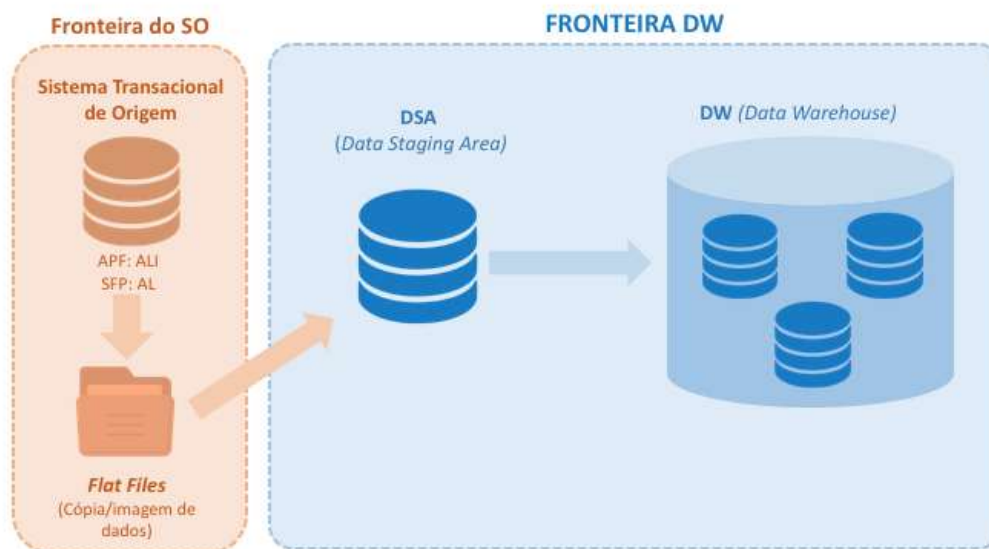 Fronteira do SO
Sistema Transacional
de Origem
APF: ALI
SFP: AL
Flat Files
(Cópia/imagem de
dados)
FRONTEIRA DW
DSA
(Data Staging Area)
DW (Data Warehouse)